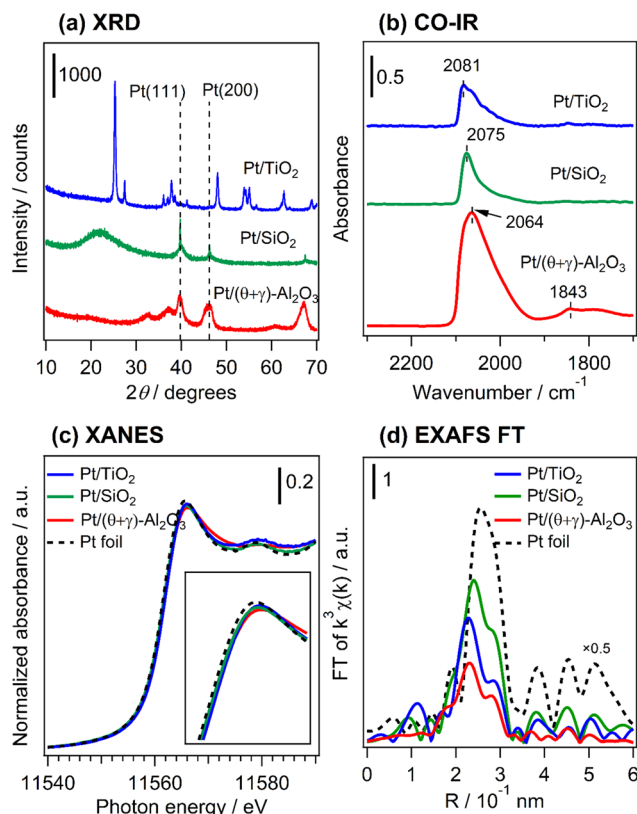 (a) XRD
1000
Pt(111)
Pt(200)
Pt/TiO2
Pt/SiO2
Pt/(θ+γ)-Al2O3
Intensity / counts
10 20 30 40 50 60 70
2θ / degrees
(b) CO-IR
0.5
2081
Pt/TiO2
2075
Pt/SiO2
2064
Pt/(θ+γ)-Al2O3
1843
Absorbance
2200 2000 1800
Wavenumber / cm-1
(c) XANES
Pt/TiO2
Pt/SiO2
Pt/(θ+γ)-Al2O3
Pt foil
0.2
Normalized absorbance / a.u.
11540 11560 11580
Photon energy / eV
(d) EXAFS FT
1
Pt/TiO2
Pt/SiO2
Pt/(θ+γ)-Al2O3
Pt foil
×0.5
FT of k3χ(k) / a.u.
0 1 2 3 4 5 6
R / 10-1 nm